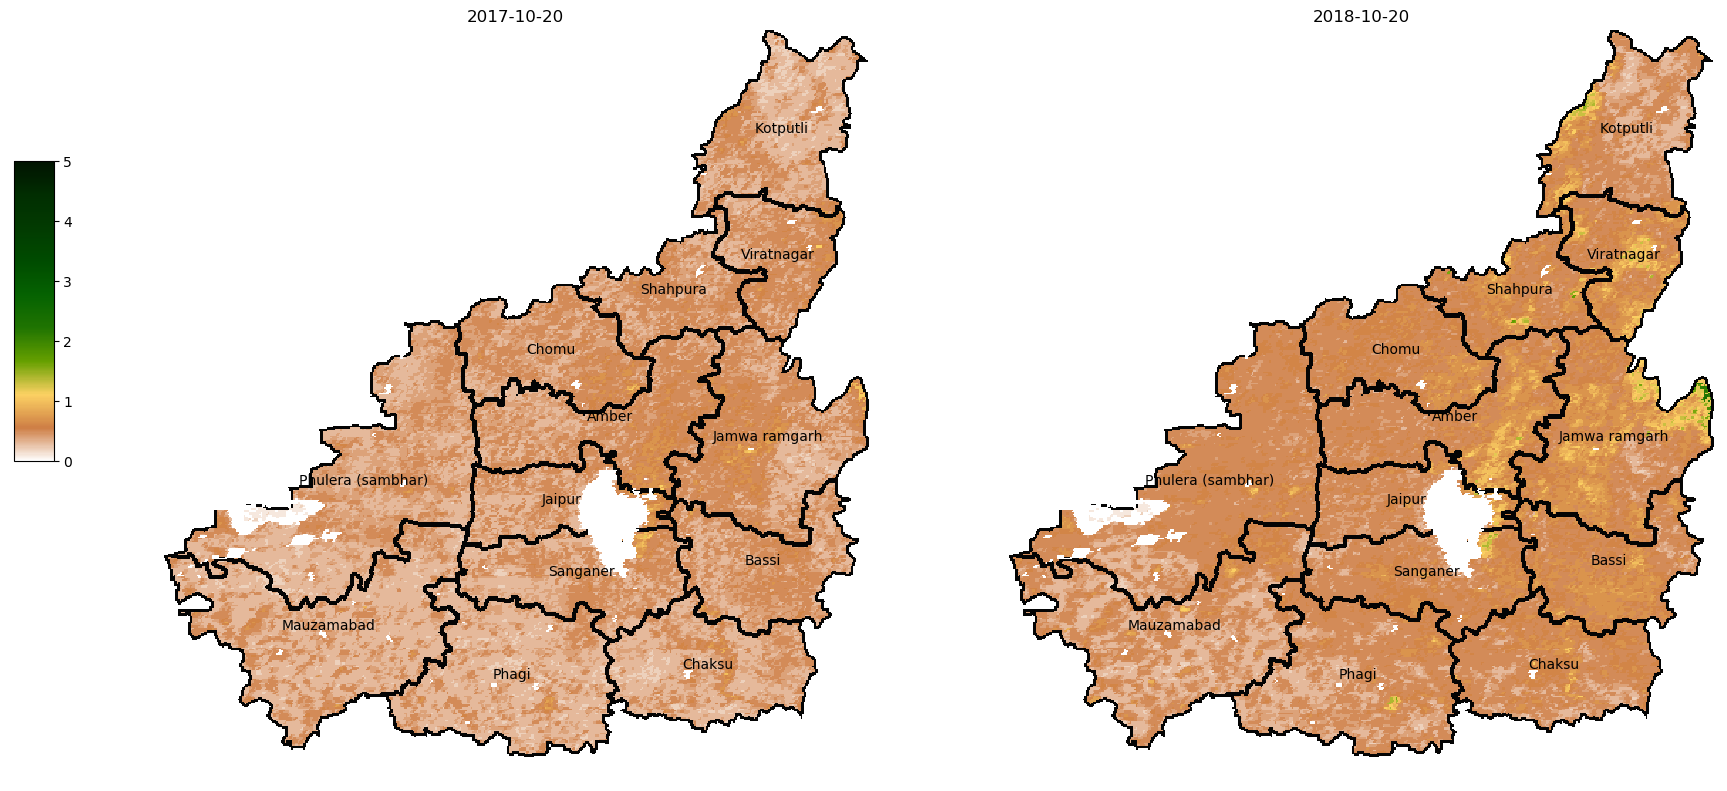 2017-10-20
2018-10-20
Kotputli
Viratnagar
Shahpura
Chomu
Amber
Jamwa ramgarh
Phulera (sambhar)
Jaipur
Bassi
Sanganer
Mauzamabad
Chaksu
Phagi
Kotputli
Viratnagar
Shahpura
Chomu
Amber
Jamwa ramgarh
Phulera (sambhar)
Jaipur
Bassi
Sanganer
Mauzamabad
Chaksu
Phagi
5
4
3
2
1
0